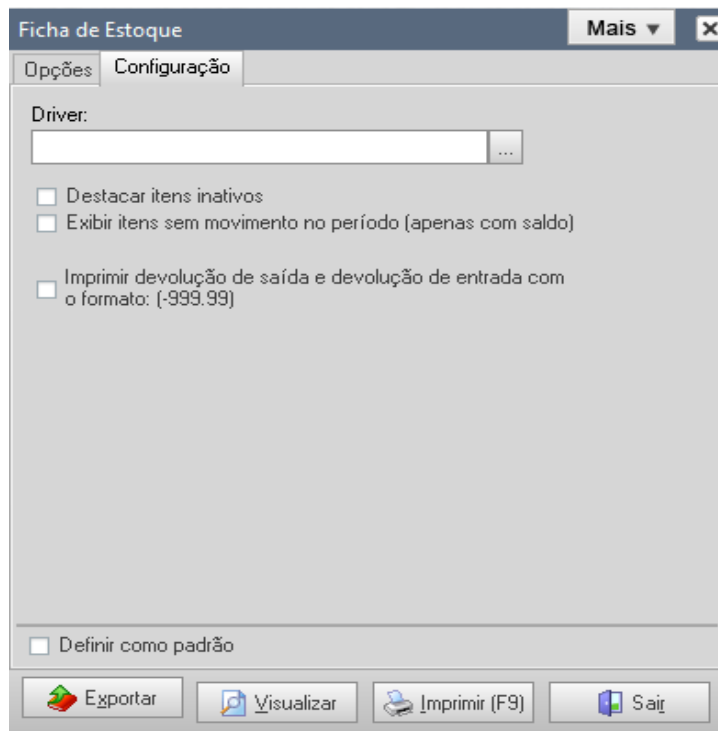 Ficha de Estoque
Mais
Opções
Configuração
Driver:
...
Destacar itens inativos
Exibir itens sem movimento no período (apenas com saldo)
Imprimir devolução de saída e devolução de entrada com
o formato: (-999.99)
Definir como padrão
Exportar
Visualizar
Imprimir (F9)
Sair